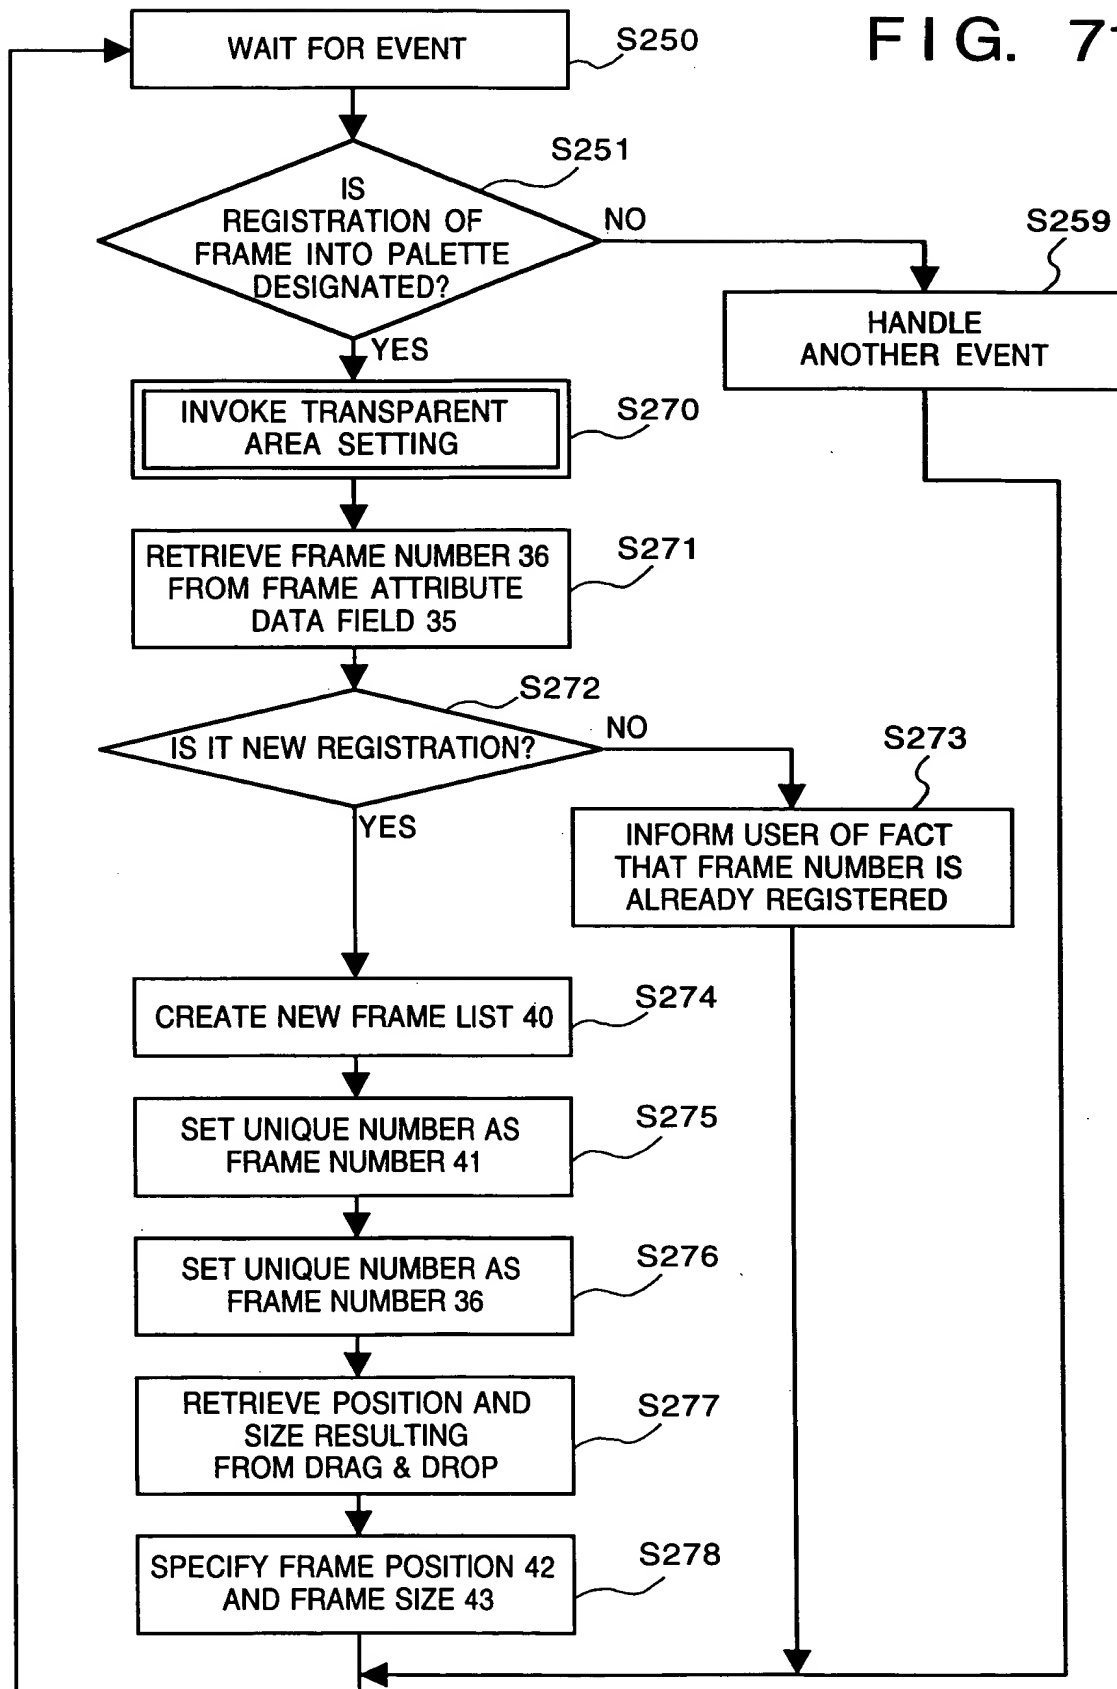 FIG. 7
WAIT FOR EVENT
S250
S251
IS
REGISTRATION OF
FRAME INTO PALETTE
DESIGNATED?
NO
YES
S259
HANDLE
ANOTHER EVENT
INVOKE TRANSPARENT
AREA SETTING
S270
RETRIEVE FRAME NUMBER 36
FROM FRAME ATTRIBUTE
DATA FIELD 35
S271
S272
IS IT NEW REGISTRATION?
NO
YES
S273
INFORM USER OF FACT
THAT FRAME NUMBER IS
ALREADY REGISTERED
CREATE NEW FRAME LIST 40
S274
SET UNIQUE NUMBER AS
FRAME NUMBER 41
S275
SET UNIQUE NUMBER AS
FRAME NUMBER 36
S276
RETRIEVE POSITION AND
SIZE RESULTING
FROM DRAG & DROP
S277
SPECIFY FRAME POSITION 42
AND FRAME SIZE 43
S278